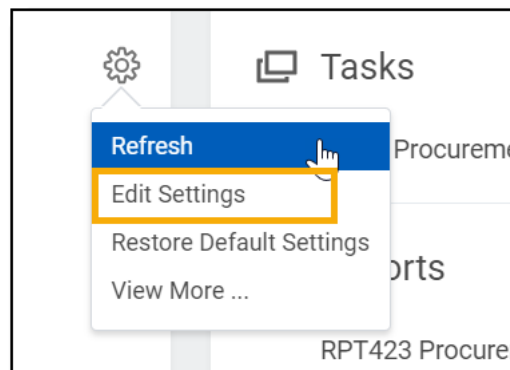 Tasks
Refresh
Procureme
Edit Settings
Restore Default Settings
orts
View More ...
RPT423 Procure